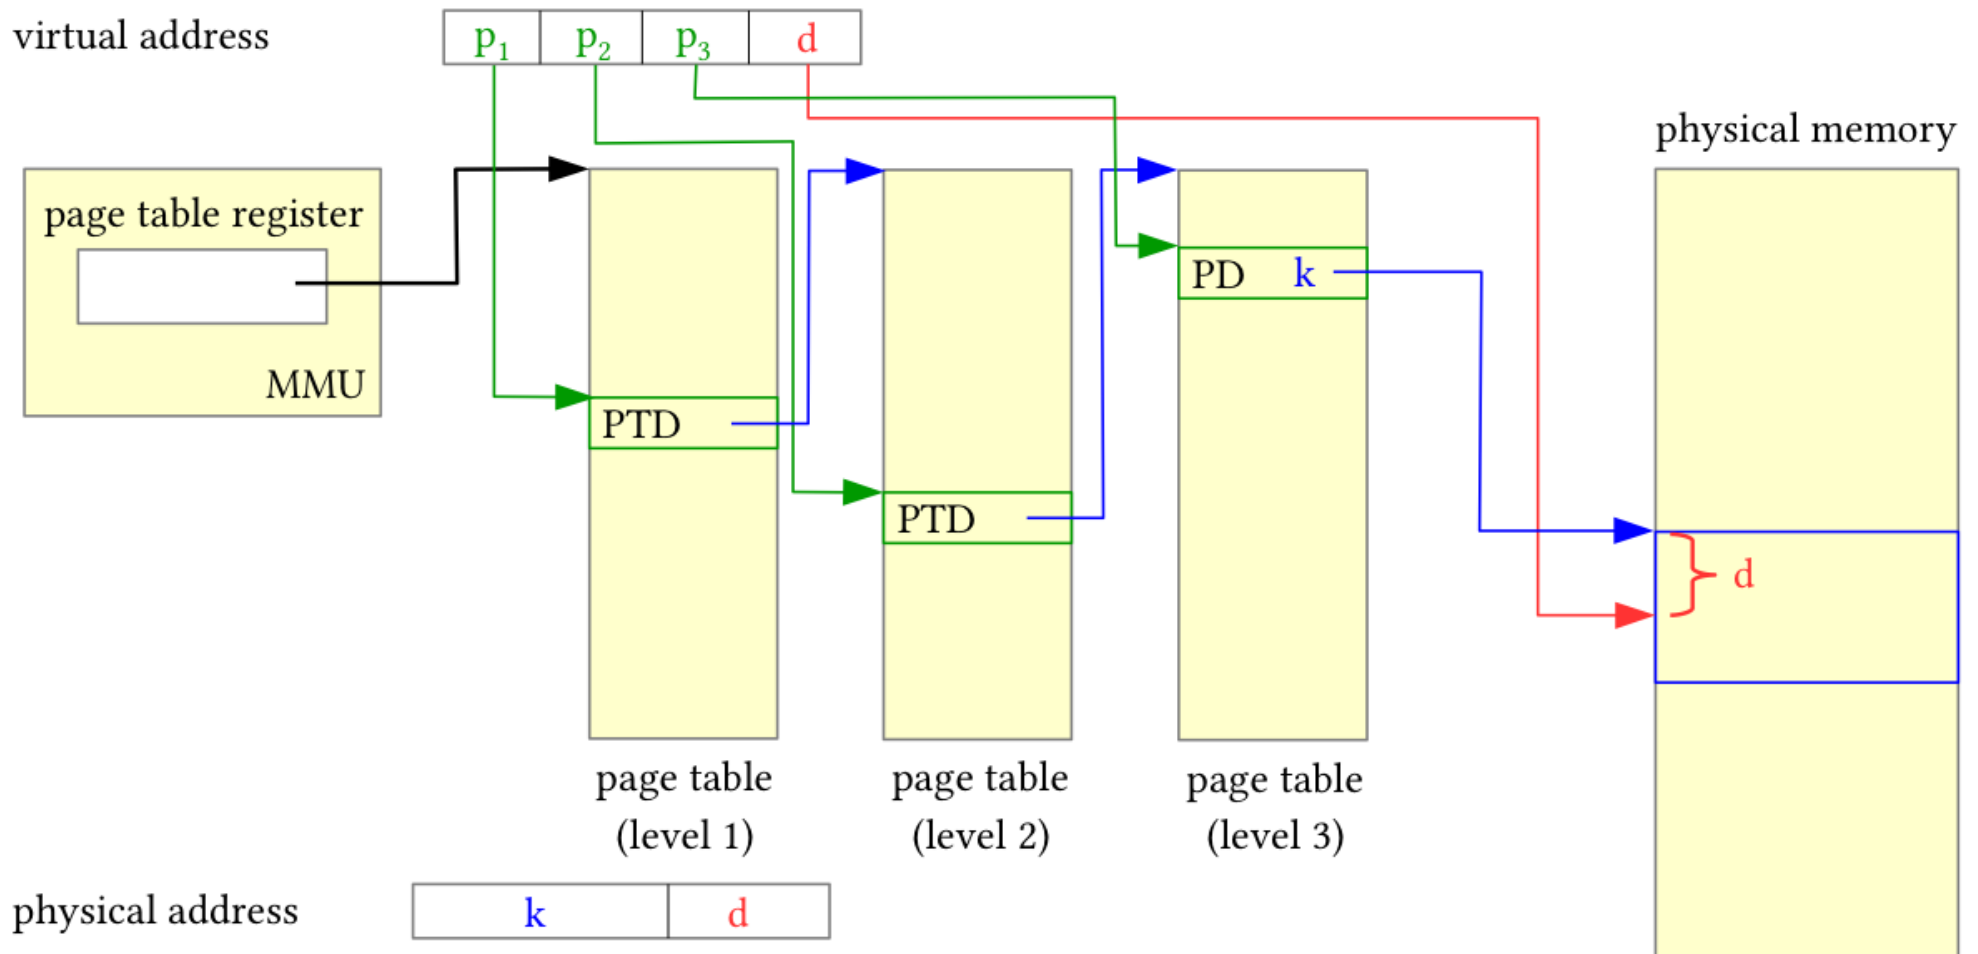 virtual address
p1 p2 p3 d
physical memory
page table register
MMU
PD k
PTD
PTD
d
page table
(level 1)
page table
(level 2)
page table
(level 3)
physical address
k d